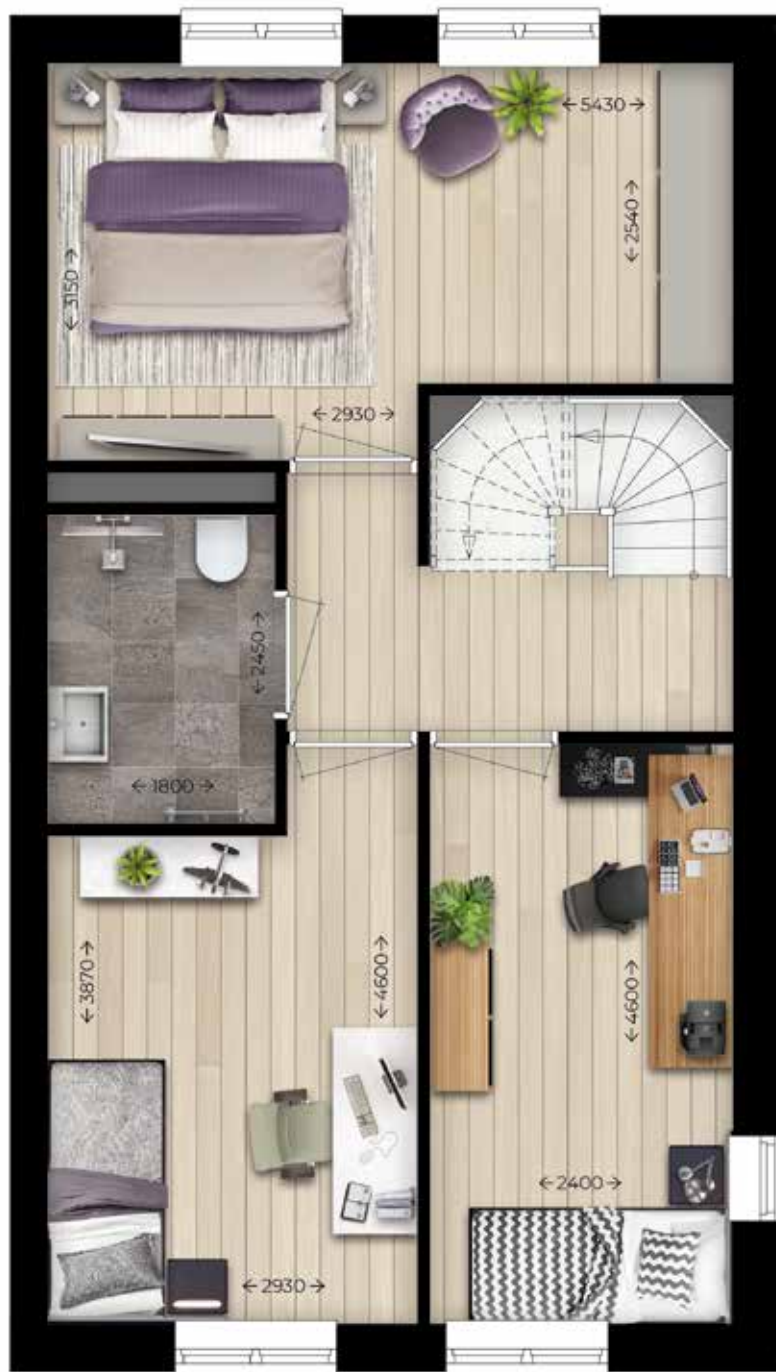 ← 5430 →
← 2540 →
← 3150 →
← 2930 →
← 2450 →
← 1800 →
← 3870 →
← 4600 →
← 4600 →
← 2400 →
← 2930 →